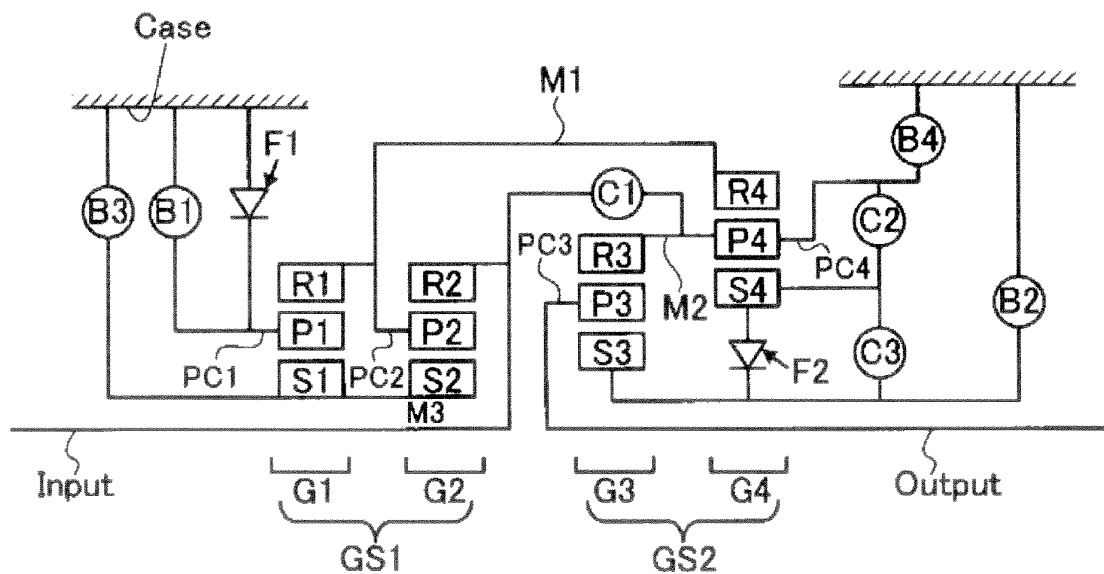 Case
M1
F1
B4
B3 B1
C1
R4
C2
PC3
R1 R2 R3 P4 PC4
P1 P2 P3 M2 S4 B2
PC1 S1 PC2 S2 S3 F2 C3
M3
Input Output
G1 G2 G3 G4
GS1 GS2